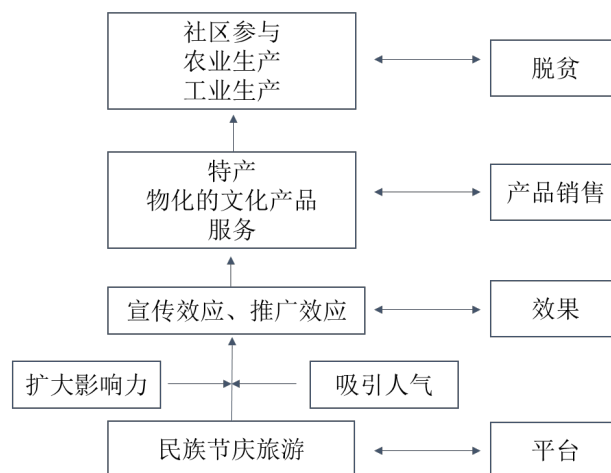 社区参与
农业生产
工业生产
脱贫
特产
物化的文化产品
服务
产品销售
宣传效应、推广效应
效果
扩大影响力
吸引人气
民族节庆旅游
平台